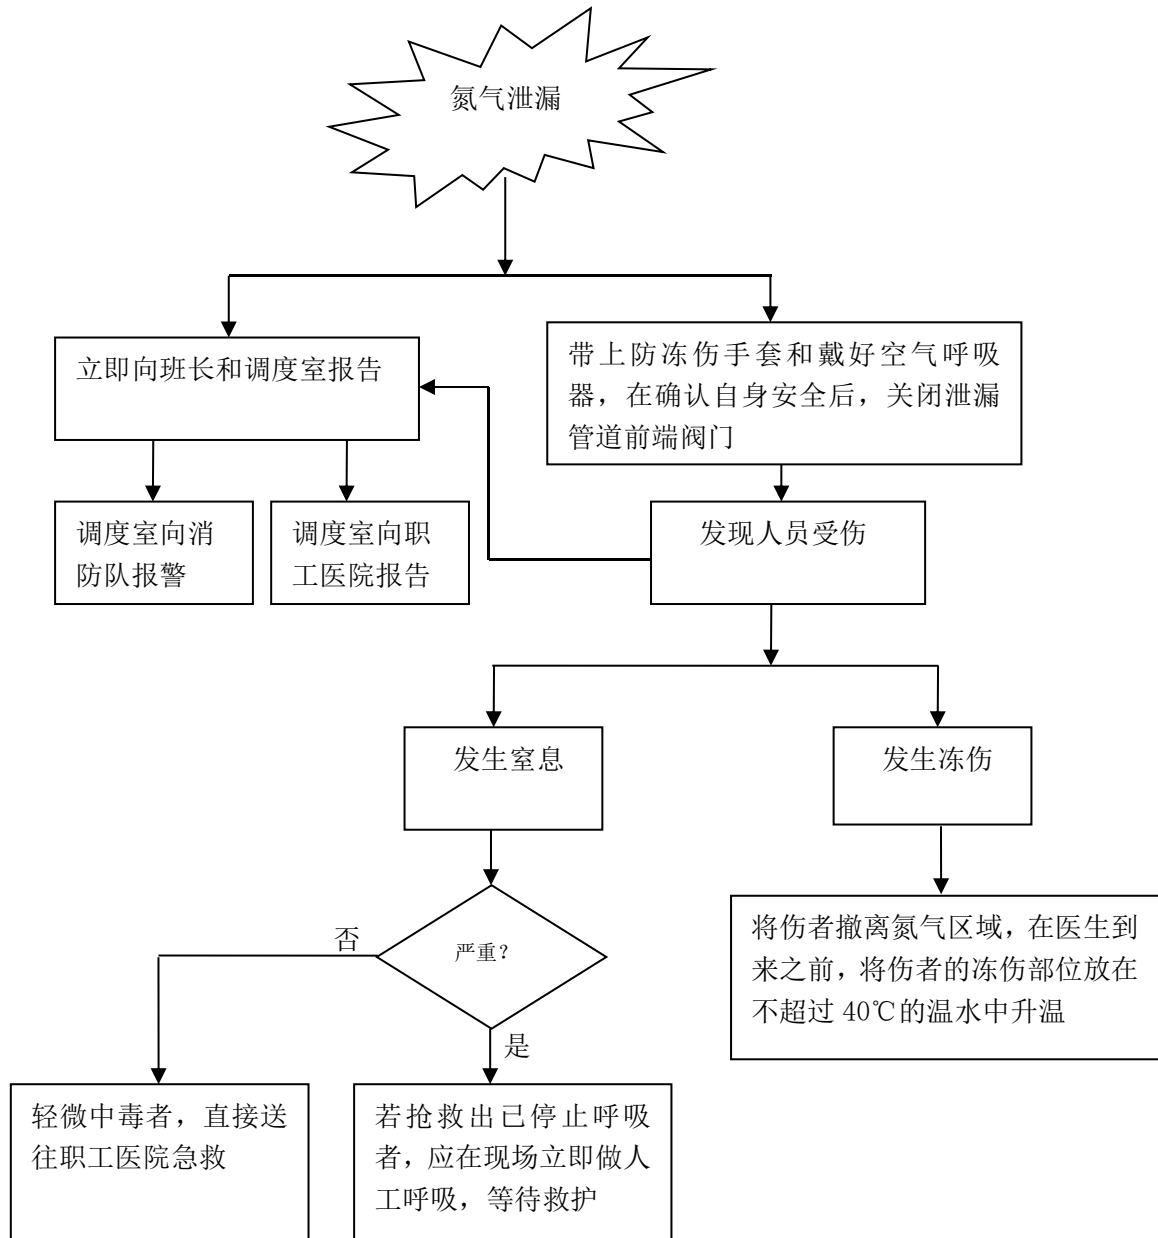 氮气泄漏
立即向班长和调度室报告
带上防冻伤手套和戴好空气呼吸
器，在确认自身安全后，关闭泄漏
管道前端阀门
调度室向消
防队报警
调度室向职
工医院报告
发现人员受伤
发生窒息
发生冻伤
否
严重？
是
将伤者撤离氮气区域，在医生到
来之前，将伤者的冻伤部位放在
不超过 40℃的温水中升温
轻微中毒者，直接送
往职工医院急救
若抢救出已停止呼吸
者，应在现场立即做人
工呼吸，等待救护